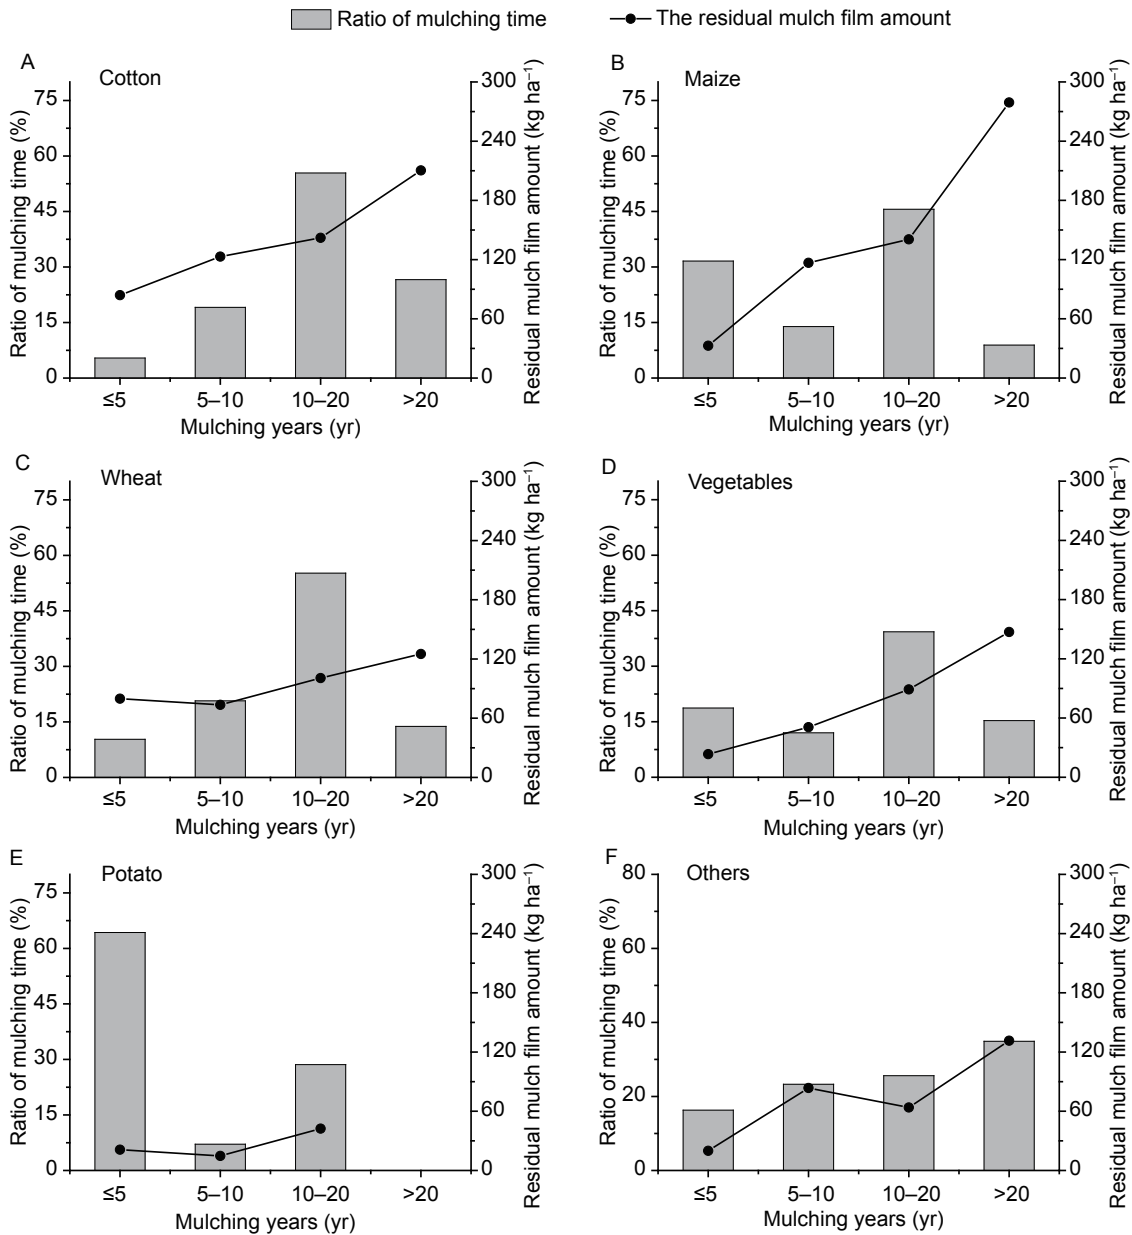 Ratio of mulching time
The residual mulch film amount
A
Cotton
Ratio of mulching time (%)
75
60
45
30
15
0
Residual mulch film amount (kg ha⁻¹)
300
240
180
120
60
0
≤5 5–10 10–20 >20
Mulching years (yr)
B
Maize
Ratio of mulching time (%)
75
60
45
30
15
0
Residual mulch film amount (kg ha⁻¹)
300
240
180
120
60
0
≤5 5–10 10–20 >20
Mulching years (yr)
C
Wheat
Ratio of mulching time (%)
75
60
45
30
15
0
Residual mulch film amount (kg ha⁻¹)
300
240
180
120
60
0
≤5 5–10 10–20 >20
Mulching years (yr)
D
Vegetables
Ratio of mulching time (%)
75
60
45
30
15
0
Residual mulch film amount (kg ha⁻¹)
300
240
180
120
60
0
≤5 5–10 10–20 >20
Mulching years (yr)
E
Potato
Ratio of mulching time (%)
75
60
45
30
15
0
Residual mulch film amount (kg ha⁻¹)
300
240
180
120
60
0
≤5 5–10 10–20 >20
Mulching years (yr)
F
Others
Ratio of mulching time (%)
80
60
40
20
0
Residual mulch film amount (kg ha⁻¹)
300
240
180
120
60
0
≤5 5–10 10–20 >20
Mulching years (yr)